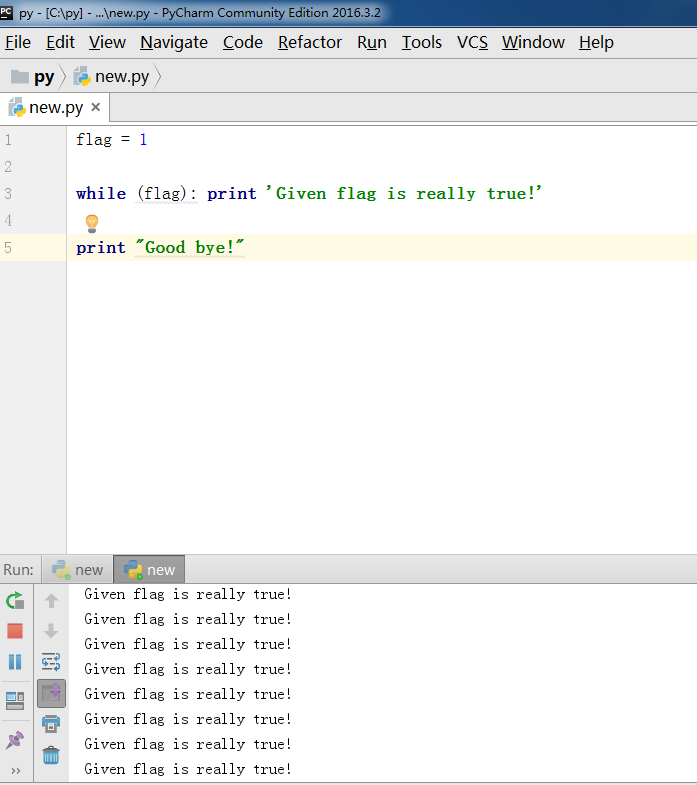 PC py - [C:\py] - ...\new.py - PyCharm Community Edition 2016.3.2
File Edit View Navigate Code Refactor Run Tools VCS Window Help
py new.py
new.py ×
1 flag = 1
2
3 while (flag): print 'Given flag is really true!'
4
5 print "Good bye!"
Run: new new
Given flag is really true!
Given flag is really true!
Given flag is really true!
Given flag is really true!
Given flag is really true!
Given flag is really true!
Given flag is really true!
Given flag is really true!